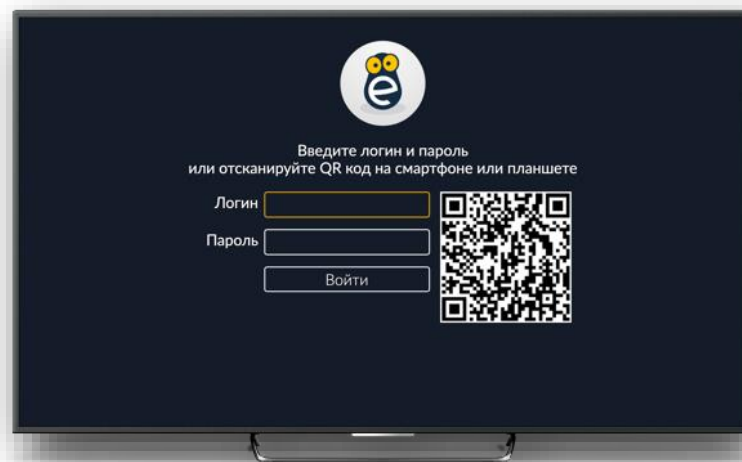 e
Введите логин и пароль
или отсканируйте QR код на смартфоне или планшете
Логин
Пароль
Войти